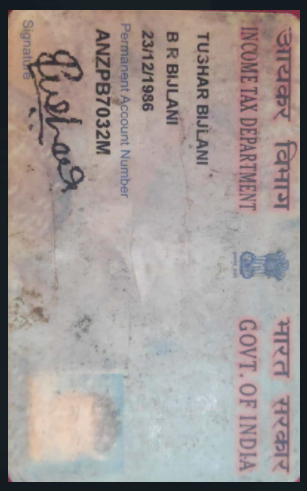 आयकर विभाग
INCOME TAX DEPARTMENT
भारत सरकार
GOVT. OF INDIA
TUSHAR BIJLANI
B R BIJLANI
23/12/1986
Permanent Account Number
ANZPB7032M
Tushar
Signature